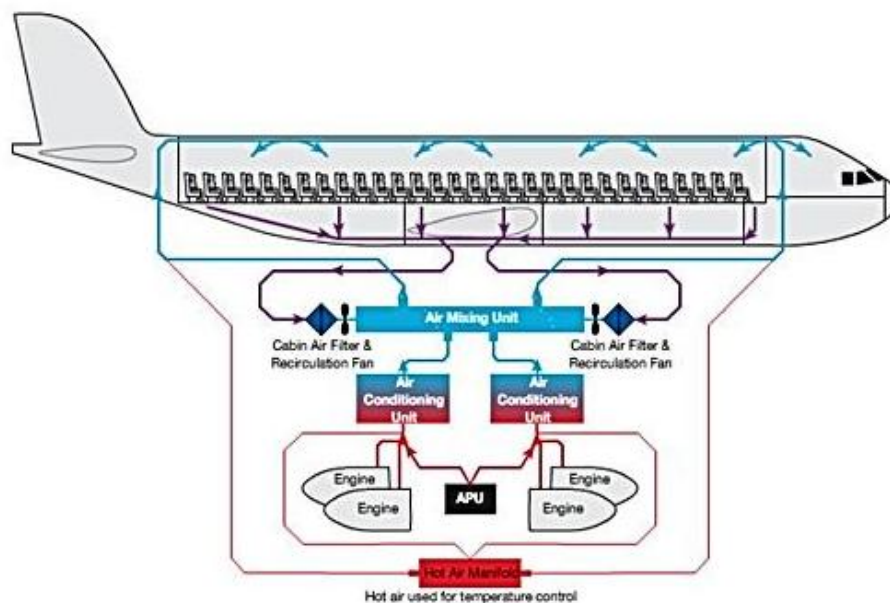 Air Mixing Unit
Cabin Air Filter &
Recirculation Fan
Cabin Air Filter &
Recirculation Fan
Air
Conditioning
Unit
Air
Conditioning
Unit
Engine
Engine
APU
Engine
Engine
Hot Air Manifold
Hot air used for temperature control